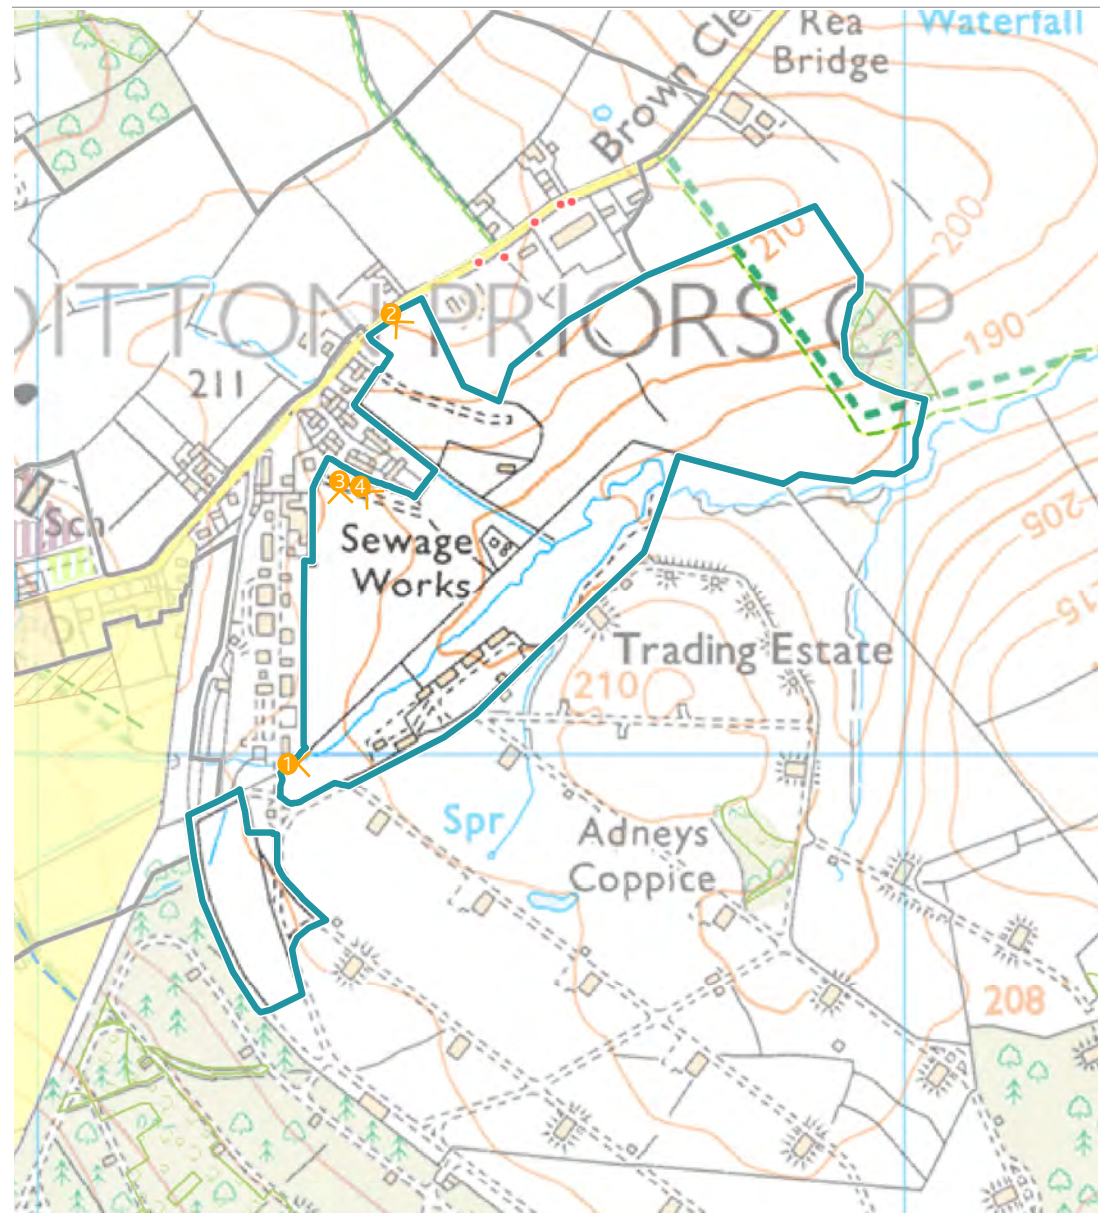 Rea
Bridge
Waterfall
Brown Cle
210
200
DITTON PRIORS CP
2
190
211
3
4
Sch
Sewage
Works
205
215
Trading Estate
210
1
Spr
Adneys
Coppice
208